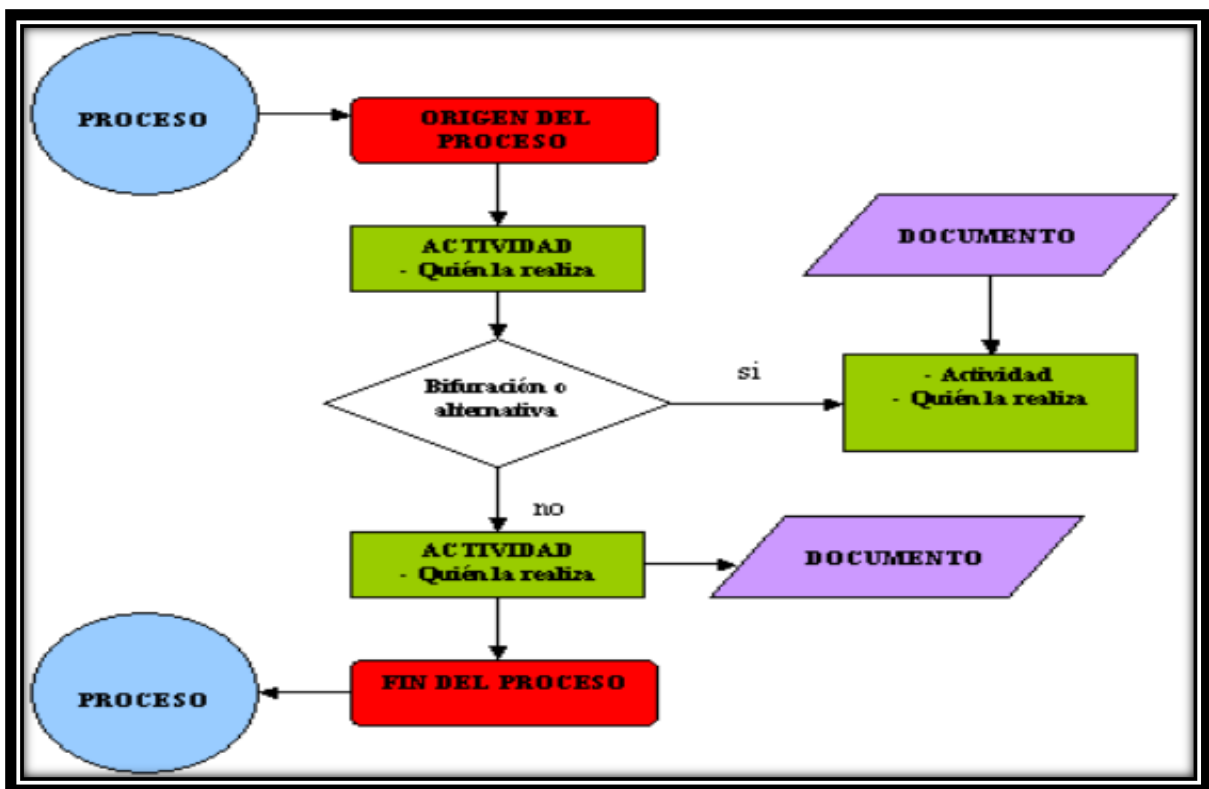 PROCESO
ORIGEN DEL
PROCESO
ACTIVIDAD
- Quién la realiza
DOCUMENTO
Bifuración o
alternativa
si
- Actividad
- Quién la realiza
no
ACTIVIDAD
- Quién la realiza
DOCUMENTO
FIN DEL PROCESO
PROCESO